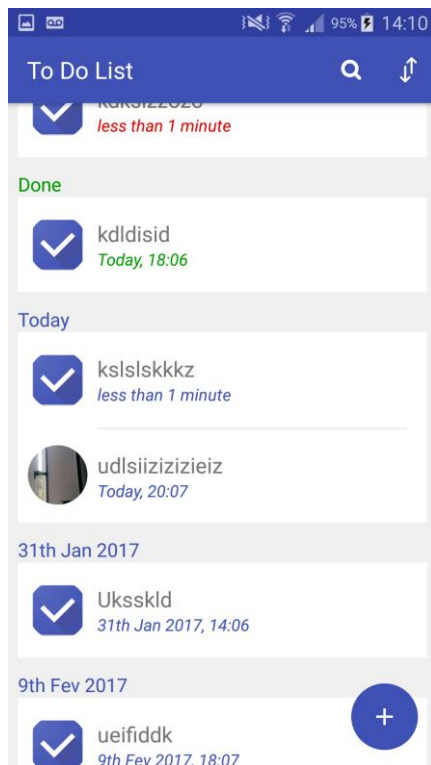 95% 14:10
To Do List
less than 1 minute
Done
kdldisid
Today, 18:06
Today
kslslskkkz
less than 1 minute
udlsiizizizieiz
Today, 20:07
31th Jan 2017
Uksskld
31th Jan 2017, 14:06
9th Fev 2017
ueifiddk
9th Fev 2017, 18:07